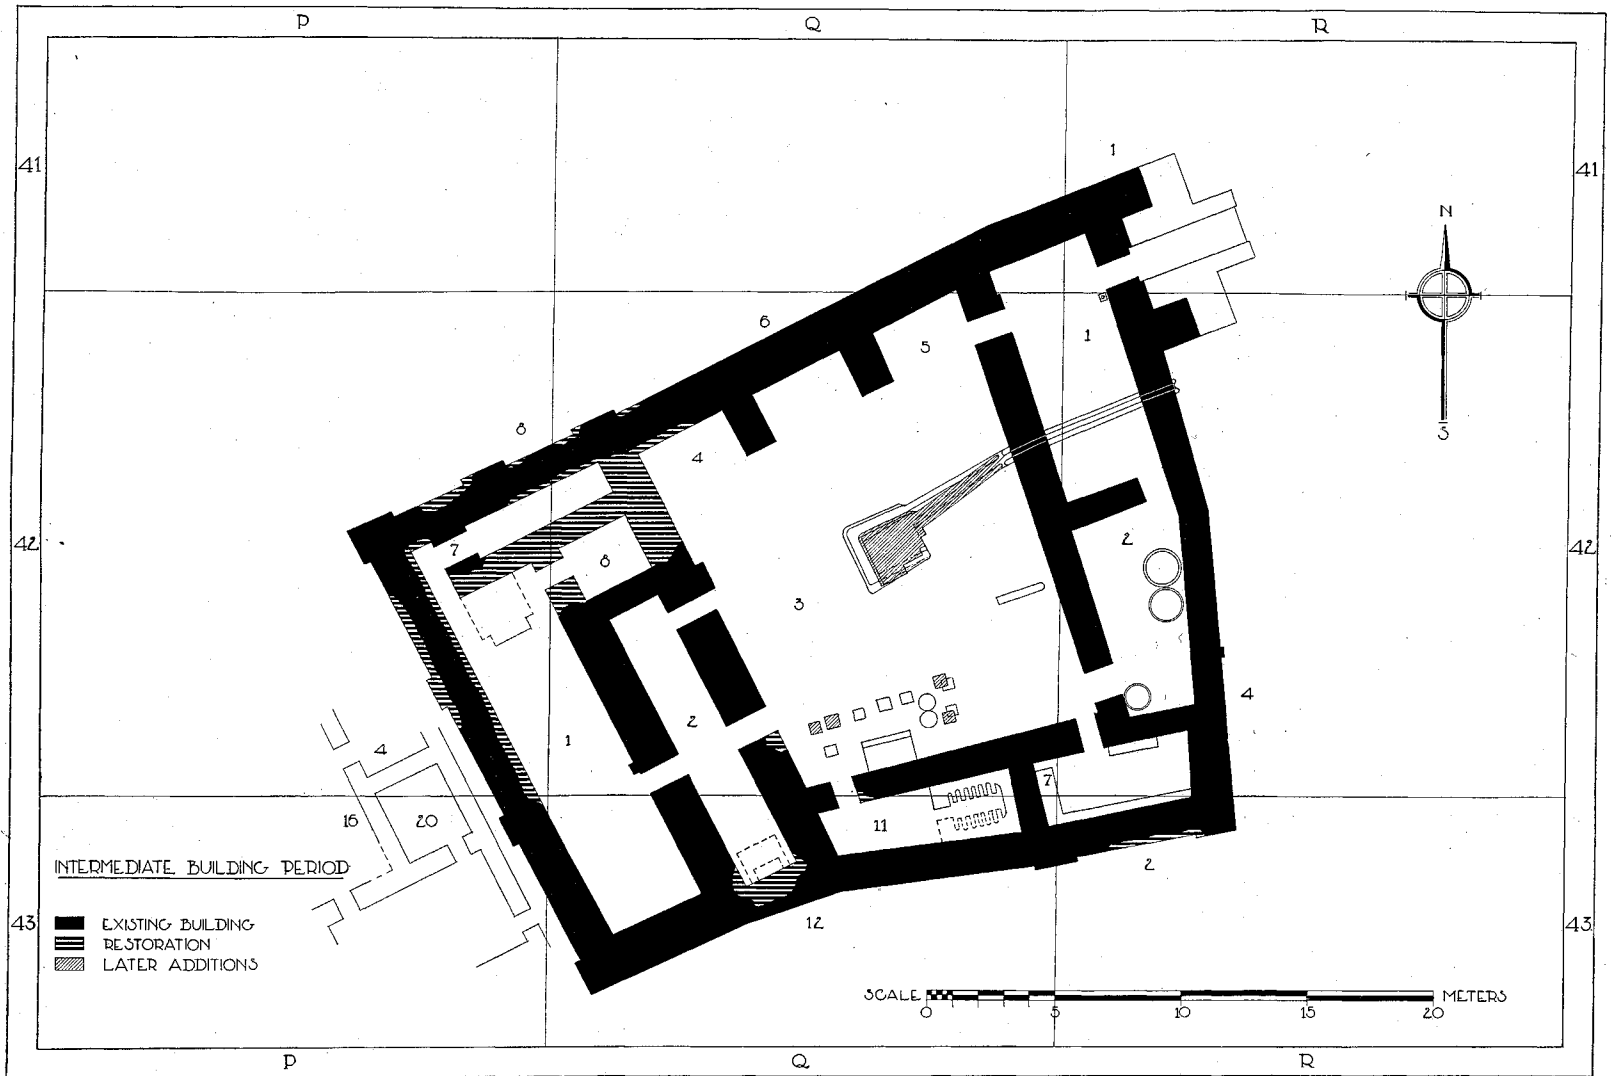 P Q R
41 41
1
N
6
5
1
S
8
4
42 42
7
8
2
3
4
2
1
4
7
16
20
11
INTERMEDIATE BUILDING PERIOD
2
EXISTING BUILDING
43 43
12
RESTORATION
LATER ADDITIONS
SCALE METERS
0 5 10 15 20
P Q R